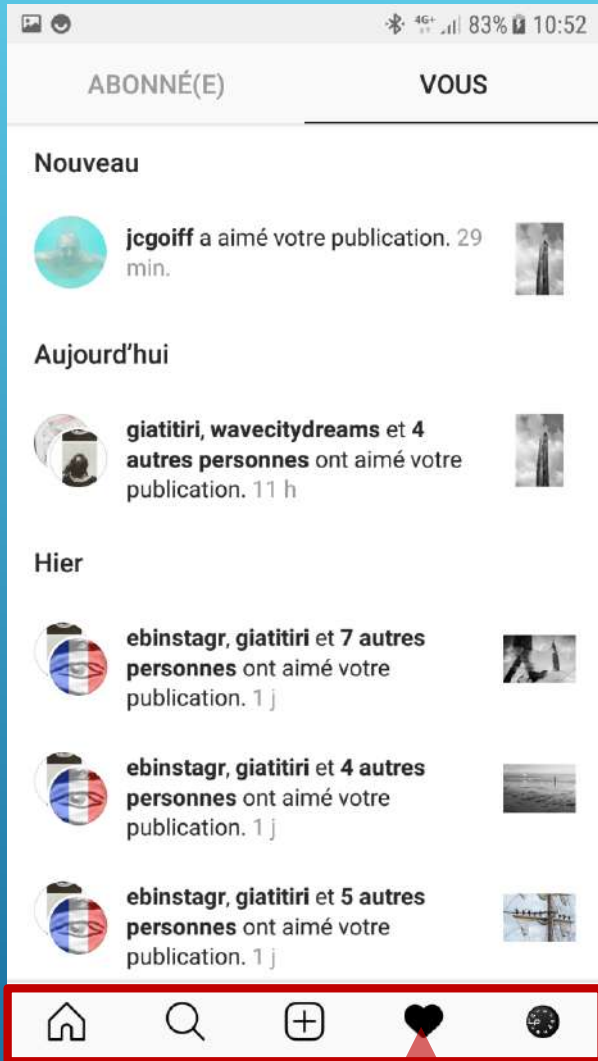 4G+ 83% 10:52
ABONNÉ(E) VOUS
Nouveau
jcgoiff a aimé votre publication. 29
min.
Aujourd'hui
giatitiri, wavecitydreams et 4
autres personnes ont aimé votre
publication. 11 h
Hier
ebinstagr, giatitiri et 7 autres
personnes ont aimé votre
publication. 1 j
ebinstagr, giatitiri et 4 autres
personnes ont aimé votre
publication. 1 j
ebinstagr, giatitiri et 5 autres
personnes ont aimé votre
publication. 1 j